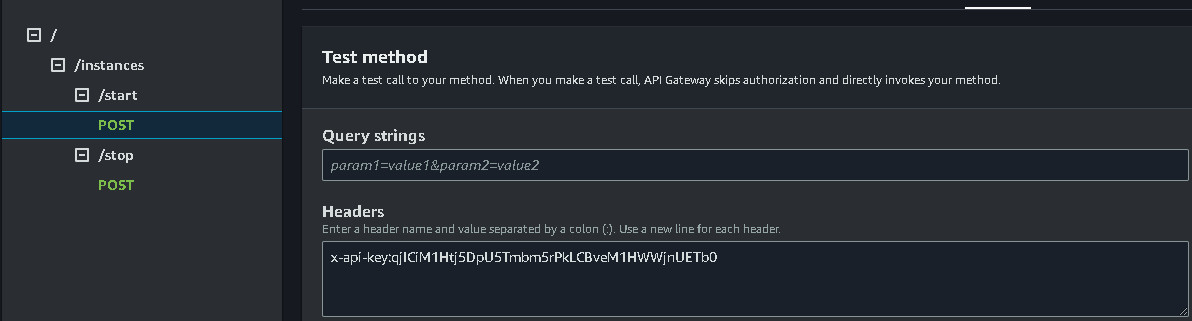 /
/instances
/start
POST
/stop
POST
Test method
Make a test call to your method. When you make a test call, API Gateway skips authorization and directly invokes your method.
Query strings
param1=value1&param2=value2
Headers
Enter a header name and value separated by a colon (:). Use a new line for each header.
x-api-key:qjICiM1Htj5DpU5Tmbm5rPkLCBveM1HWWjnUETb0